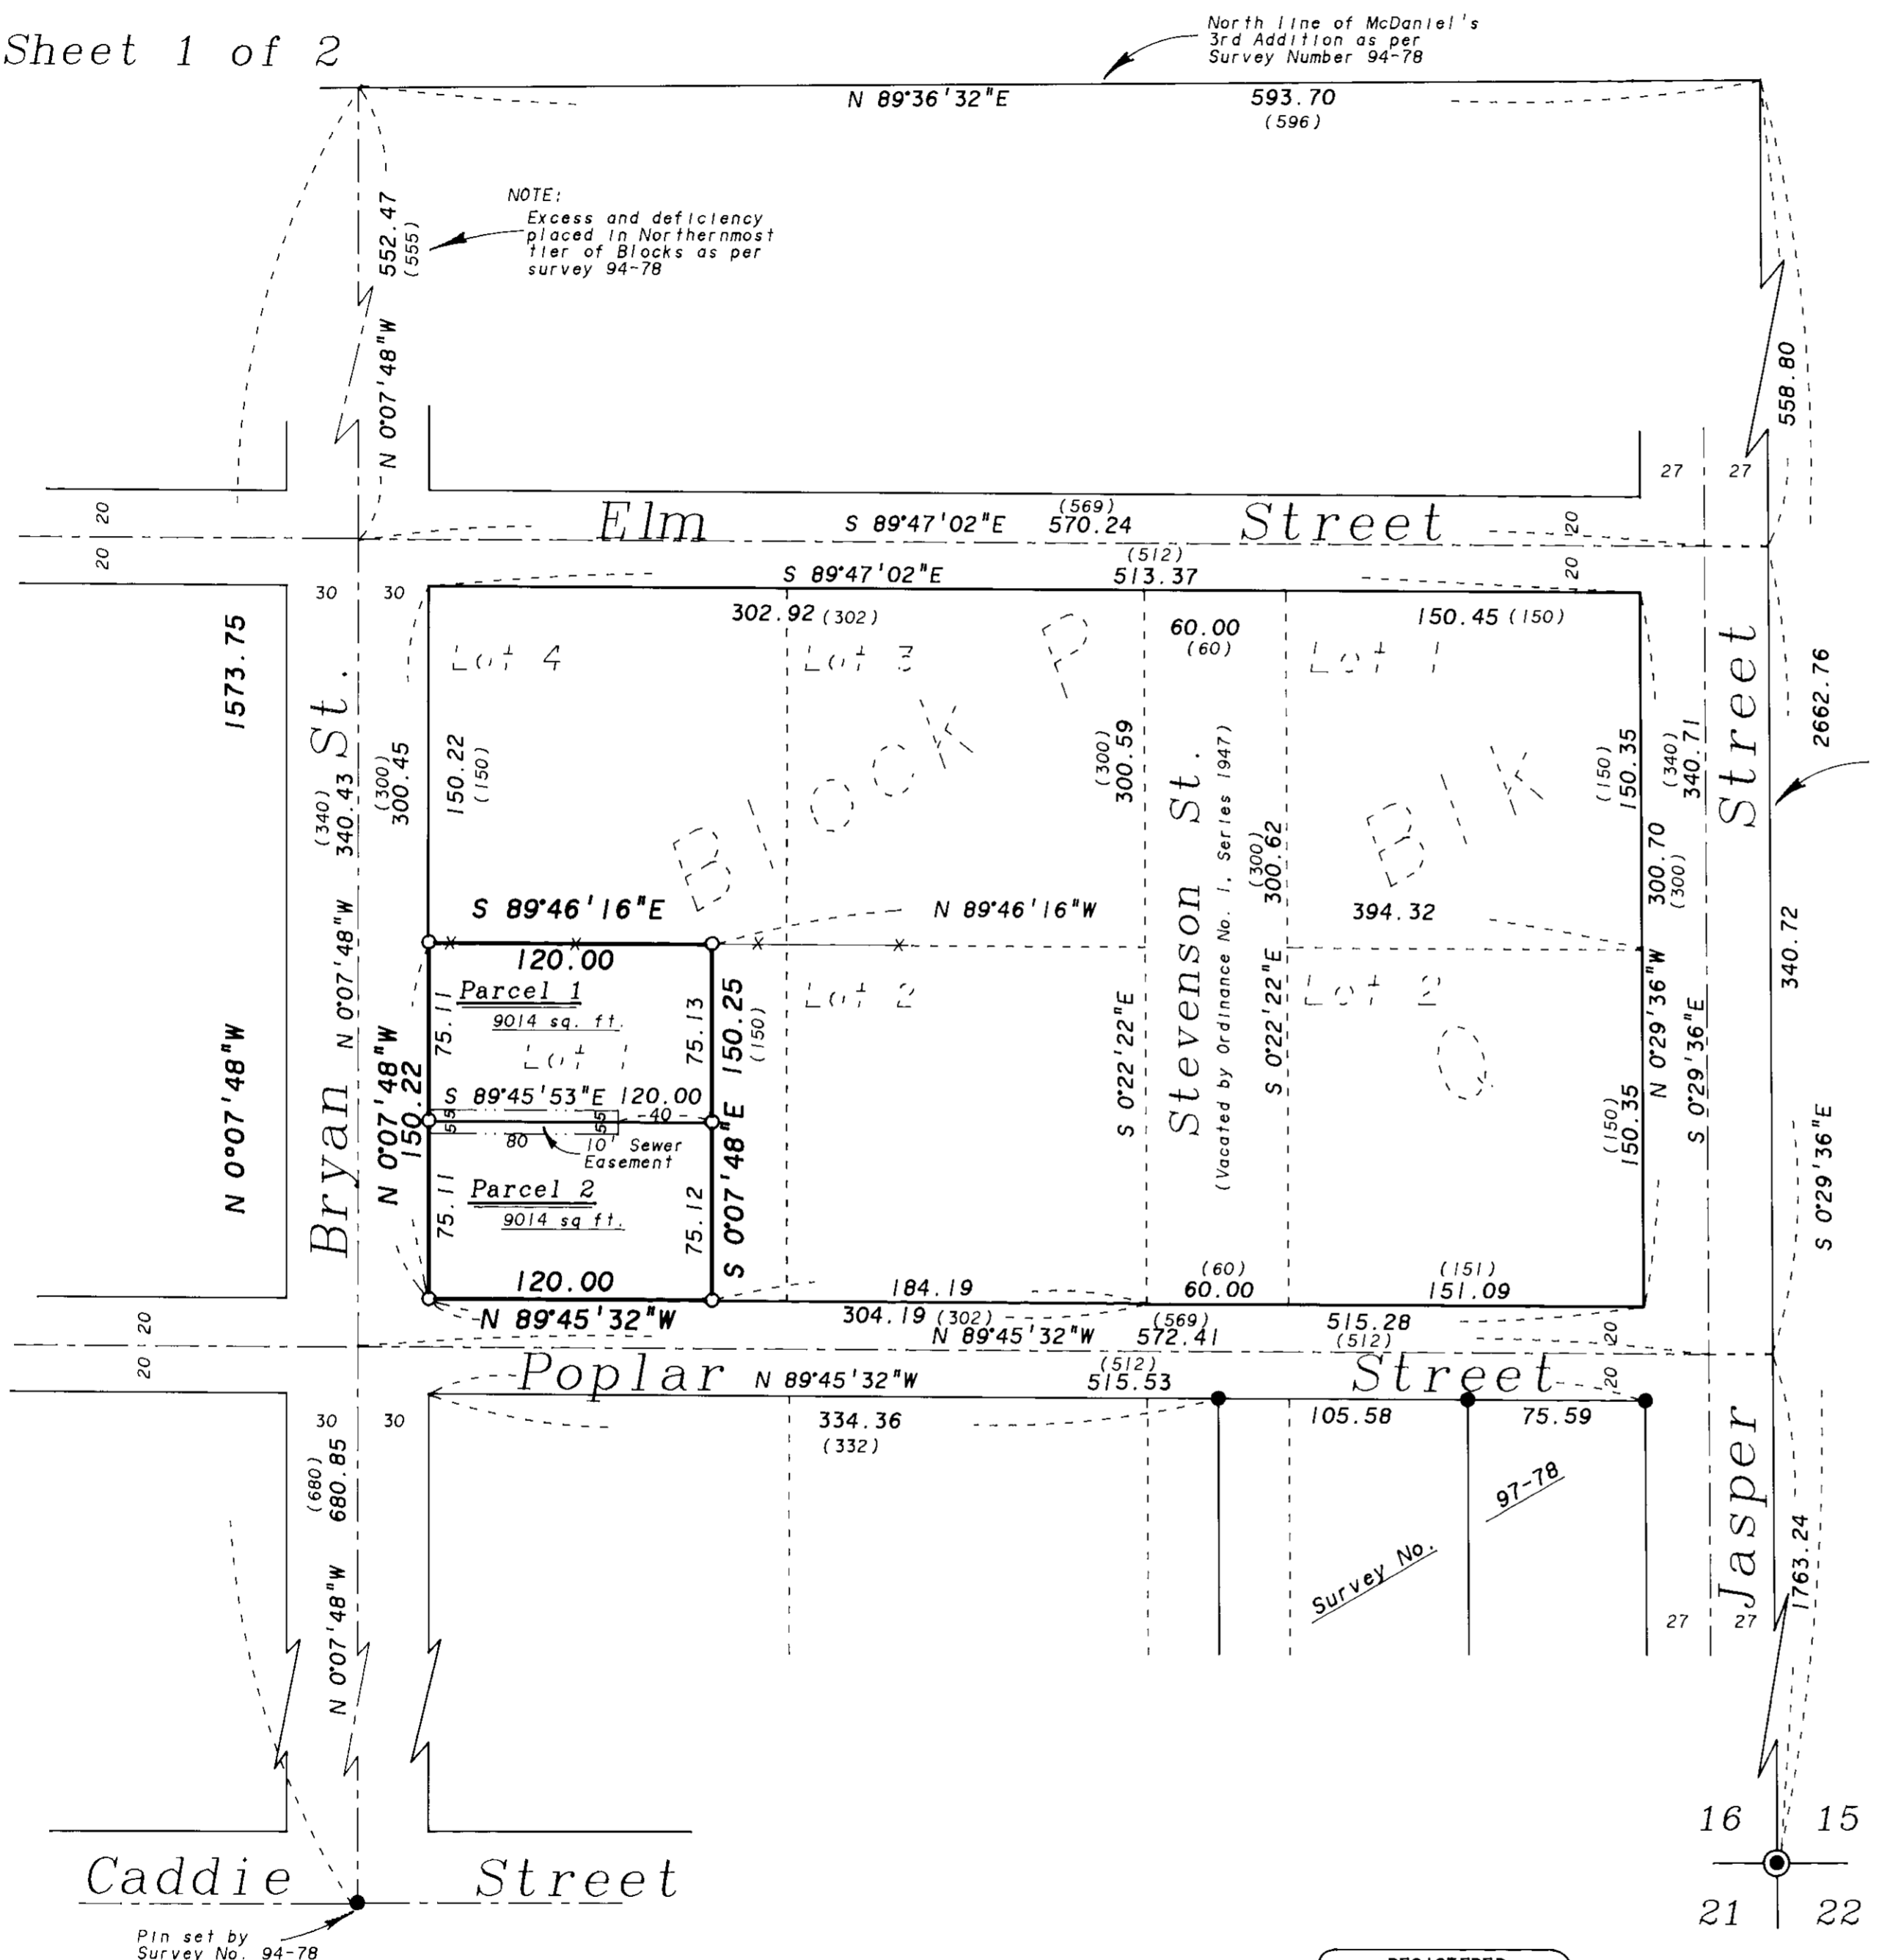 Sheet 1 of 2
North line of McDaniel's
3rd Addition as per
Survey Number 94-78
N 89°36'32"E
593.70
(596)
552.47
(555)
NOTE:
Excess and deficiency
placed in Northernmost
tier of Blocks as per
survey 94-78
N 0°07'48"W
558.80
27
27
20
20
Elm Street
(569)
S 89°47'02"E 570.24
20
20
(512)
S 89°47'02"E 513.37
30
30
302.92 (302)
60.00
(60)
150.45 (150)
Lot 4
Lot 3
Lot 1
Block P
Blk Q
1573.75
N 0°07'48"W
Bryan St.
(340)
N 0°07'48"W 340.43
(300)
300.45
150.22
(150)
(300)
300.59
S 0°22'22"E
Stevenson St.
(Vacated by Ordinance No. 1, Series 1947)
(300)
S 0°22'22"E 300.62
(150)
150.35
300.70
(300)
N 0°29'36"W
(340)
340.71
S 0°29'36"E
Jasper Street
2662.76
340.72
S 0°29'36"E
394.32
S 89°46'16"E
N 89°46'16"W
120.00
Parcel 1
9014 sq. ft.
75.11
75.13
150.25
(150)
S 0°07'48"E
Lot 1
Lot 2
Lot 2
N 0°07'48"W
150.22
S 89°45'53"E 120.00
5
5
5
5
40
80
10' Sewer
Easement
Parcel 2
9014 sq ft.
75.11
75.12
(150)
150.35
120.00
N 89°45'32"W
184.19
(60)
60.00
(151)
151.09
304.19 (302)
(569)
515.28
(512)
N 89°45'32"W 572.41
20
20
20
20
Poplar Street
N 89°45'32"W
(512)
515.53
334.36
(332)
105.58
75.59
30
30
(680)
680.85
N 0°07'48"W
Survey No. 97-78
1763.24
27
27
16
15
21
22
Caddie Street
Pin set by
Survey No. 94-78
REGISTERED